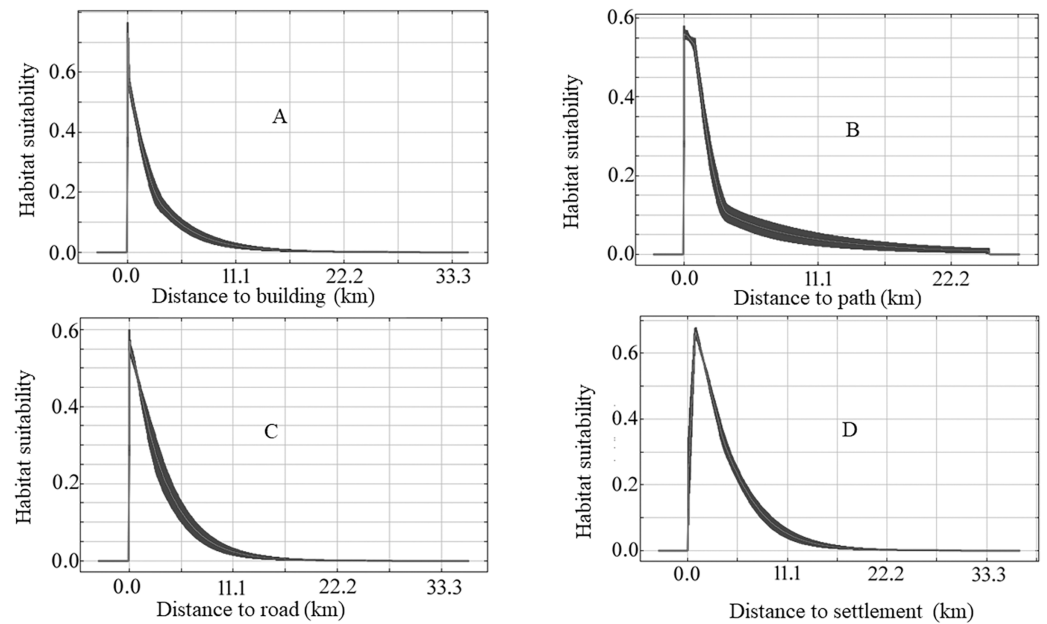 Habitat suitability
0.6
0.4
0.2
0.0
A
0.0 11.1 22.2 33.3
Distance to building (km)
Habitat suitability
0.6
0.4
0.2
0.0
B
0.0 11.1 22.2
Distance to path (km)
Habitat suitability
0.6
0.4
0.2
0.0
C
0.0 11.1 22.2 33.3
Distance to road (km)
Habitat suitability
0.6
0.4
0.2
0.0
D
0.0 11.1 22.2 33.3
Distance to settlement (km)